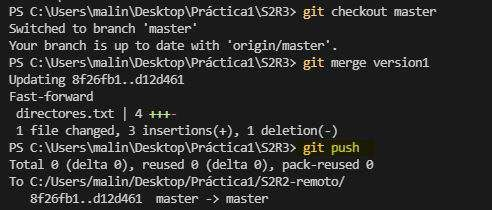 PS C:\Users\malin\Desktop\Práctica1\S2R3> git checkout master
Switched to branch 'master'
Your branch is up to date with 'origin/master'.
PS C:\Users\malin\Desktop\Práctica1\S2R3> git merge version1
Updating 8f26fb1..d12d461
Fast-forward
 directores.txt | 4 +++-
 1 file changed, 3 insertions(+), 1 deletion(-)
PS C:\Users\malin\Desktop\Práctica1\S2R3> git push
Total 0 (delta 0), reused 0 (delta 0), pack-reused 0
To C:/Users/malin/Desktop/Práctica1/S2R2-remoto/
   8f26fb1..d12d461  master -> master